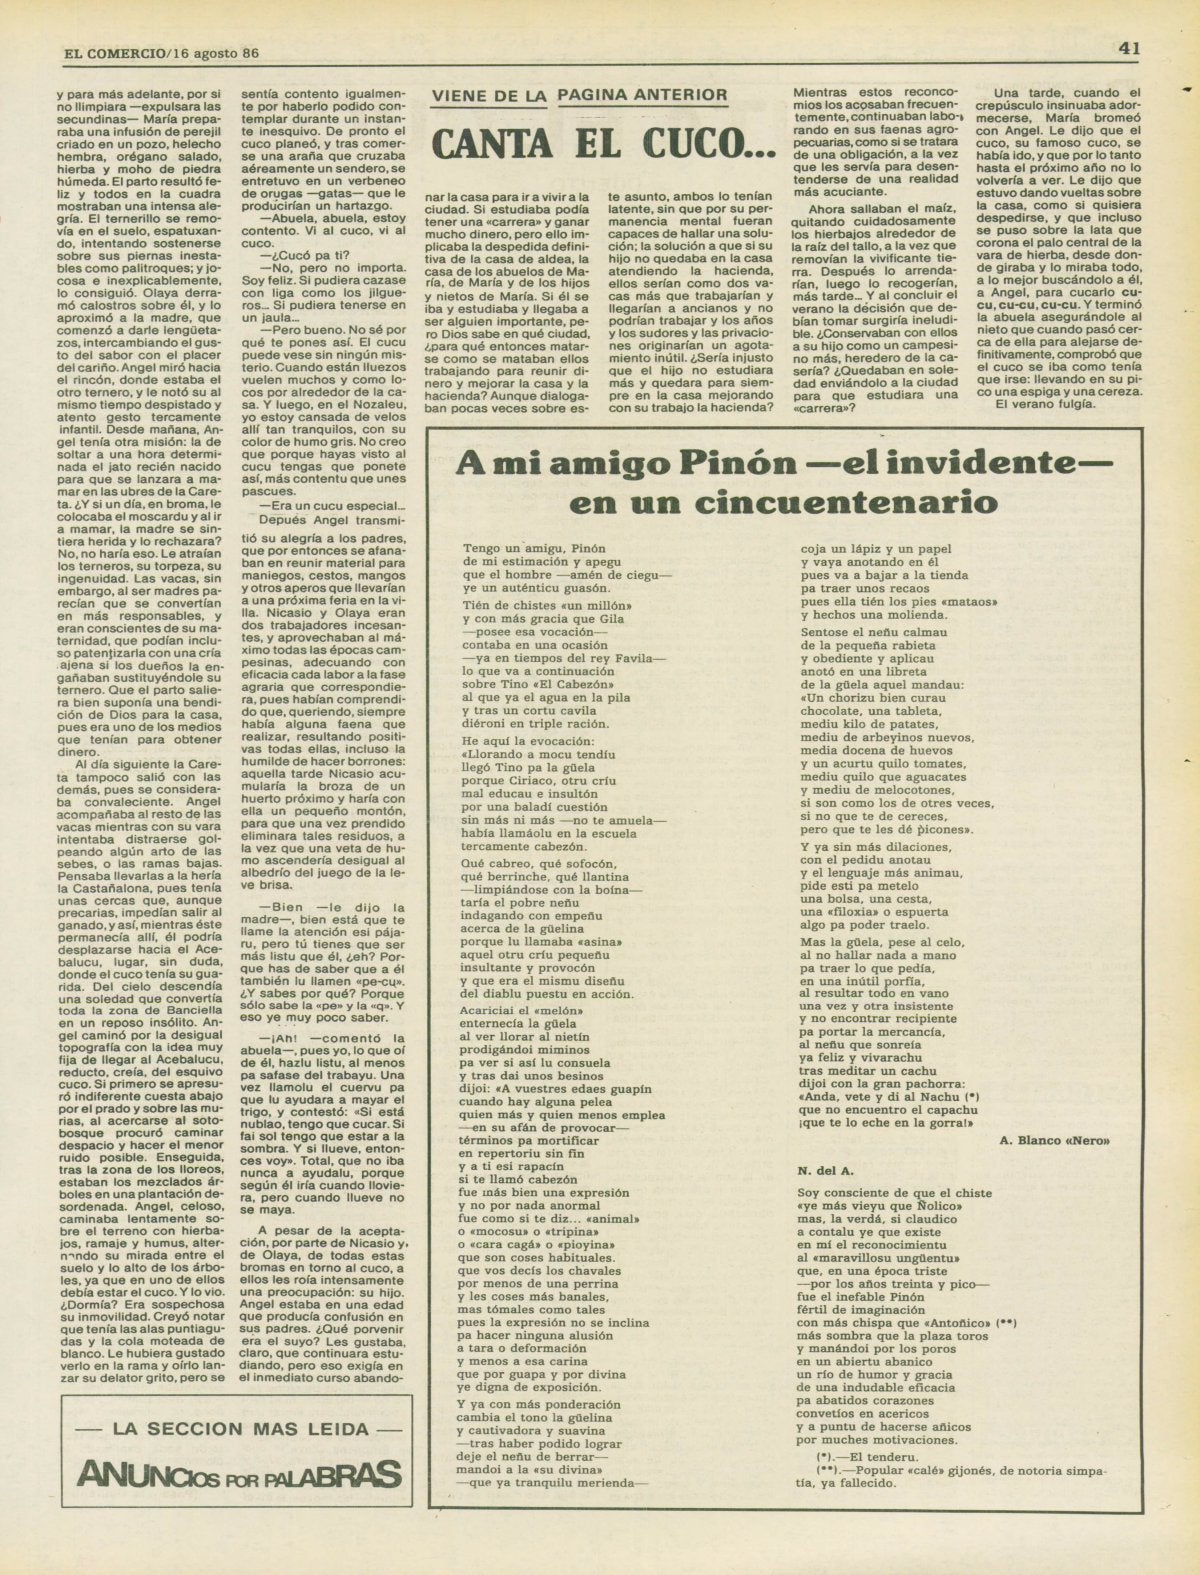 EL COMERCIO/16 agosto 86
41
y para más adelante, por si
no llimpiara —expulsara las
secundinas— María prepa-
raba una infusión de perejil
criado en un pozo, helecho
hembra, orégano salado,
hierba y moho de piedra
húmeda. El parto resultó fe-
liz y todos en la cuadra
mostraban una intensa ale-
gría. El ternerillo se remo-
vía en el suelo, espatuxan-
do, intentando sostenerse
sobre sus piernas inesta-
bles como palitroques; y jo-
cosa e inexplicablemente,
lo consiguió. Olaya derra-
mó calostros sobre él, y lo
aproximó a la madre, que
comenzó a darle lengüeta-
zos, intercambiando el gus-
to del sabor con el placer
del cariño. Angel miró hacia
el rincón, donde estaba el
otro ternero, y le notó su al
mismo tiempo despistado y
atento gesto tercamente
infantil. Desde mañana, An-
gel tenía otra misión: la de
soltar a una hora determi-
nada el jato recién nacido
para que se lanzara a ma-
mar en las ubres de la Care-
ta. ¿Y si un día, en broma, le
colocaba el moscardu y al ir
a mamar, la madre se sin-
tiera herida y lo rechazara?
No, no haría eso. Le atraían
los terneros, su torpeza, su
ingenuidad. Las vacas, sin
embargo, al ser madres pa-
recían que se convertían
en más responsables, y
eran conscientes de su ma-
ternidad, que podían inclu-
so patentizarla con una cría
ajena si los dueños la en-
gañaban sustituyéndole su
ternero. Que el parto salie-
ra bien suponía una bendi-
ción de Dios para la casa,
pues era uno de los medios
que tenían para obtener
dinero.
Al día siguiente la Care-
ta tampoco salió con las
demás, pues se considera-
ba convaleciente. Angel
acompañaba al resto de las
vacas mientras con su vara
intentaba distraerse gol-
peando algún arto de las
sebes, o las ramas bajas.
Pensaba llevarlas a la hería
la Castañalona, pues tenía
unas cercas que, aunque
precarias, impedían salir al
ganado, y así, mientras éste
permanecía allí, él podría
desplazarse hacia el Ace-
balucu, lugar, sin duda,
donde el cuco tenía su gua-
rida. Del cielo descendía
una soledad que convertía
toda la zona de Banciella
en un reposo insólito. An-
gel caminó por la desigual
topografía con la idea muy
fija de llegar al Acebalucu,
reducto, creía, del esquivo
cuco. Si primero se apresu-
ró indiferente cuesta abajo
por el prado y sobre las mu-
rias, al acercarse al soto-
bosque procuró caminar
despacio y hacer el menor
ruido posible. Enseguida,
tras la zona de los lloreos,
estaban los mezclados ár-
boles en una plantación de-
sordenada. Angel, celoso,
caminaba lentamente so-
bre el terreno con hierba-
jos, ramaje y humus, alter-
nando su mirada entre el
suelo y lo alto de los árbo-
les, ya que en uno de ellos
debía estar el cuco. Y lo vio.
¿Dormía? Era sospechosa
su inmovilidad. Creyó notar
que tenía las alas puntiagu-
das y la cola moteada de
blanco. Le hubiera gustado
verlo en la rama y oírlo lan-
zar su delator grito, pero se
sentía contento igualmen-
te por haberlo podido con-
templar durante un instan-
te inesquivo. De pronto el
cuco planeó, y tras comer-
se una araña que cruzaba
aéreamente un sendero, se
entretuvo en un verbeneo
de orugas —gatas— que le
producirían un hartazgo.
—Abuela, abuela, estoy
contento. Vi al cuco, vi al
cuco.
—¿Cucó pa ti?
—No, pero no importa.
Soy feliz. Si pudiera cazase
con liga como los jilgue-
ros... Si pudiera tenerse en
un jaula...
—Pero bueno. No sé por
qué te pones así. El cucu
puede vese sin ningún mis-
terio. Cuando están lluezos
vuelen muchos y como lo-
cos por alrededor de la ca-
sa. Y luego, en el Nozaleu,
yo estoy cansada de velos
allí tan tranquilos, con su
color de humo gris. No creo
que porque hayas visto al
cucu tengas que ponete
así, más contentu que unes
pascues.
—Era un cucu especial...
Depués Angel transmi-
tió su alegría a los padres,
que por entonces se afana-
ban en reunir material para
maniegos, cestos, mangos
y otros aperos que llevarían
a una próxima feria en la vi-
lla. Nicasio y Olaya eran
dos trabajadores incesan-
tes, y aprovechaban al má-
ximo todas las épocas cam-
pesinas, adecuando con
eficacia cada labor a la fase
agraria que correspondie-
ra, pues habían comprendi-
do que, queriendo, siempre
había alguna faena que
realizar, resultando positi-
vas todas ellas, incluso la
humilde de hacer borrones:
aquella tarde Nicasio acu-
mularía la broza de un
huerto próximo y haría con
ella un pequeño montón,
para que una vez prendido
eliminara tales residuos, a
la vez que una veta de hu-
mo ascendería desigual al
albedrío del juego de la le-
ve brisa.
—Bien —le dijo la
madre—, bien está que te
llame la atención esi pája-
ru, pero tú tienes que ser
más listu que él, ¿eh? Por-
que has de saber que a él
también lu llamen «pe-cu».
¿Y sabes por qué? Porque
sólo sabe la «pe» y la «q». Y
eso ye muy poco saber.
—¡Ah! —comentó la
abuela—, pues yo, lo que oí
de él, hazlu listu, al menos
pa safase del trabayu. Una
vez llamolu el cuervu pa
que lu ayudara a mayar el
trigo, y contestó: «Si está
nublao, tengo que cucar. Si
fai sol tengo que estar a la
sombra. Y si llueve, enton-
ces voy». Total, que no iba
nunca a ayudalu, porque
según él iría cuando llovie-
ra, pero cuando llueve no
se maya.
A pesar de la acepta-
ción, por parte de Nicasio y
de Olaya, de todas estas
bromas en torno al cuco, a
ellos les roía intensamente
una preocupación: su hijo.
Angel estaba en una edad
que producía confusión en
sus padres. ¿Qué porvenir
era el suyo? Les gustaba,
claro, que continuara estu-
diando, pero eso exigía en
el inmediato curso abando-
VIENE DE LA PAGINA ANTERIOR
CANTA EL CUCO...
nar la casa para ir a vivir a la
ciudad. Si estudiaba podía
tener una «carrera» y ganar
mucho dinero, pero ello im-
plicaba la despedida defini-
tiva de la casa de aldea, la
casa de los abuelos de Ma-
ría, de María y de los hijos
y nietos de María. Si él se
iba y estudiaba y llegaba a
ser alguien importante, pe-
ro Dios sabe en qué ciudad,
¿para qué entonces matar-
se como se mataban ellos
trabajando para reunir di-
nero y mejorar la casa y la
hacienda? Aunque dialoga-
ban pocas veces sobre es-
te asunto, ambos lo tenían
latente, sin que por su per-
manencia mental fueran
capaces de hallar una solu-
ción; la solución a que si su
hijo no quedaba en la casa
atendiendo la hacienda,
ellos serían como dos va-
cas más que trabajarían y
llegarían a ancianos y no
podrían trabajar y los años
y los sudores y las privacio-
nes originarían un agota-
miento inútil. ¿Sería injusto
que el hijo no estudiara
más y quedara para siem-
pre en la casa mejorando
con su trabajo la hacienda?
Mientras estos reconco-
mios los acosaban frecuen-
temente, continuaban labo-
rando en sus faenas agro-
pecuarias, como si se tratara
de una obligación, a la vez
que les servía para desen-
tenderse de una realidad
más acuciante.
Ahora sallaban el maíz,
quitando cuidadosamente
los hierbajos alrededor de
la raíz del tallo, a la vez que
removían la vivificante tie-
rra. Después lo arrenda-
rían, luego lo recogerían,
más tarde... Y al concluir el
verano la decisión que de-
bían tomar surgiría ineludi-
ble. ¿Conservaban con ellos
a su hijo como un campesi-
no más, heredero de la ca-
sería? ¿Quedaban en sole-
dad enviándolo a la ciudad
para que estudiara una
«carrera»?
Una tarde, cuando el
crepúsculo insinuaba ador-
mecerse, María bromeó
con Angel. Le dijo que el
cuco, su famoso cuco, se
había ido, y que por lo tanto
hasta el próximo año no lo
volvería a ver. Le dijo que
estuvo dando vueltas sobre
la casa, como si quisiera
despedirse, y que incluso
se puso sobre la lata que
corona el palo central de la
vara de hierba, desde don-
de giraba y lo miraba todo,
a lo mejor buscándolo a él,
a Angel, para cucarlo cu-
cu, cu-cu, cu-cu. Y terminó
la abuela asegurándole al
nieto que cuando pasó cer-
ca de ella para alejarse de-
finitivamente, comprobó que
el cuco se iba como tenía
que irse: llevando en su pi-
co una espiga y una cereza.
El verano fulgía.
A mi amigo Pinón —el invidente—
en un cincuentenario
Tengo un amigu, Pinón
de mi estimación y apegu
que el hombre —amén de ciegu—
ye un auténticu guasón.
Tién de chistes «un millón»
y con más gracia que Gila
—posee esa vocación—
contaba en una ocasión
—ya en tiempos del rey Favila—
lo que va a continuación
sobre Tino «El Cabezón»
al que ya el agua en la pila
y tras un cortu cavila
diéroni en triple ración.
He aquí la evocación:
«Llorando a mocu tendíu
llegó Tino pa la güela
porque Ciriaco, otru críu
mal educau e insultón
por una baladí cuestión
sin más ni más —no te amuela—
había llamáolu en la escuela
tercamente cabezón.
Qué cabreo, qué sofocón,
qué berrinche, qué llantina
—limpiándose con la boína—
taría el pobre neñu
indagando con empeñu
acerca de la güelina
porque lu llamaba «asina»
aquel otru críu pequeñu
insultante y provocón
y que era el mismu diseñu
del diablu puestu en acción.
Acariciai el «melón»
enternecía la güela
al ver llorar al nietín
prodigándoi miminos
pa ver si así lu consuela
y tras dai unos besinos
dijoi: «A vuestres edaes guapín
cuando hay alguna pelea
quien más y quien menos emplea
—en su afán de provocar—
términos pa mortificar
en repertoriu sin fin
y a ti esi rapacín
si te llamó cabezón
fue más bien una expresión
y no por nada anormal
fue como si te diz... «animal»
o «mocosu» o «tripina»
o «cara cagá» o «pioyina»
que son coses habituales.
que vos decís los chavales
por menos de una perrina
y les coses más banales,
mas tómales como tales
pues la expresión no se inclina
pa hacer ninguna alusión
a tara o deformación
y menos a esa carina
que por guapa y por divina
ye digna de exposición.
Y ya con más ponderación
cambia el tono la güelina
y cautivadora y suavina
—tras haber podido lograr
deje el neñu de berrar—
mandoi a la «su divina»
—que ya tranquilu merienda—
coja un lápiz y un papel
y vaya anotando en él
pues va a bajar a la tienda
pa traer unos recaos
pues ella tién los pies «mataos»
y hechos una molienda.
Sentose el neñu calmau
de la pequeña rabieta
y obediente y aplicau
anotó en una libreta
de la güela aquel mandau:
«Un chorizu bien curau
chocolate, una tableta,
mediu kilo de patates,
mediu de arbeyinos nuevos,
media docena de huevos
y un acurtu quilo tomates,
mediu quilo que aguacates
y mediu de melocotones,
si son como los de otres veces,
si no que te de cereces,
pero que te les dé picones».
Y ya sin más dilaciones,
con el pedidu anotau
y el lenguaje más animau,
pide esti pa metelo
una bolsa, una cesta,
una «filoxia» o espuerta
algo pa poder traelo.
Mas la güela, pese al celo,
al no hallar nada a mano
pa traer lo que pedía,
en una inútil porfía,
al resultar todo en vano
una vez y otra insistente
y no encontrar recipiente
pa portar la mercancía,
al neñu que sonreía
ya feliz y vivarachu
tras meditar un cachu
dijoi con la gran pachorra:
«Anda, vete y di al Nachu (*)
que no encuentro el capachu
¡que te lo eche en la gorra!»
A. Blanco «Nero»
N. del A.
Soy consciente de que el chiste
«ye más vieyu que Ñolico»
mas, la verdá, si claudico
a contalu ye que existe
en mí el reconocimiento
al «maravillosu ungüentu»
que, en una época triste
—por los años treinta y pico—
fue el inefable Pinón
fértil de imaginación
con más chispa que «Antoñico» (**)
más sombra que la plaza toros
y manándoi por los poros
en un abiertu abanico
un río de humor y gracia
de una indudable eficacia
pa abatidos corazones
convetíos en acericos
y a puntu de hacerse añicos
por muches motivaciones.
(*).—El tenderu.
(**).—Popular «calé» gijonés, de notoria simpa-
tía, ya fallecido.
— LA SECCION MAS LEIDA —
ANUNCIOS POR PALABRAS